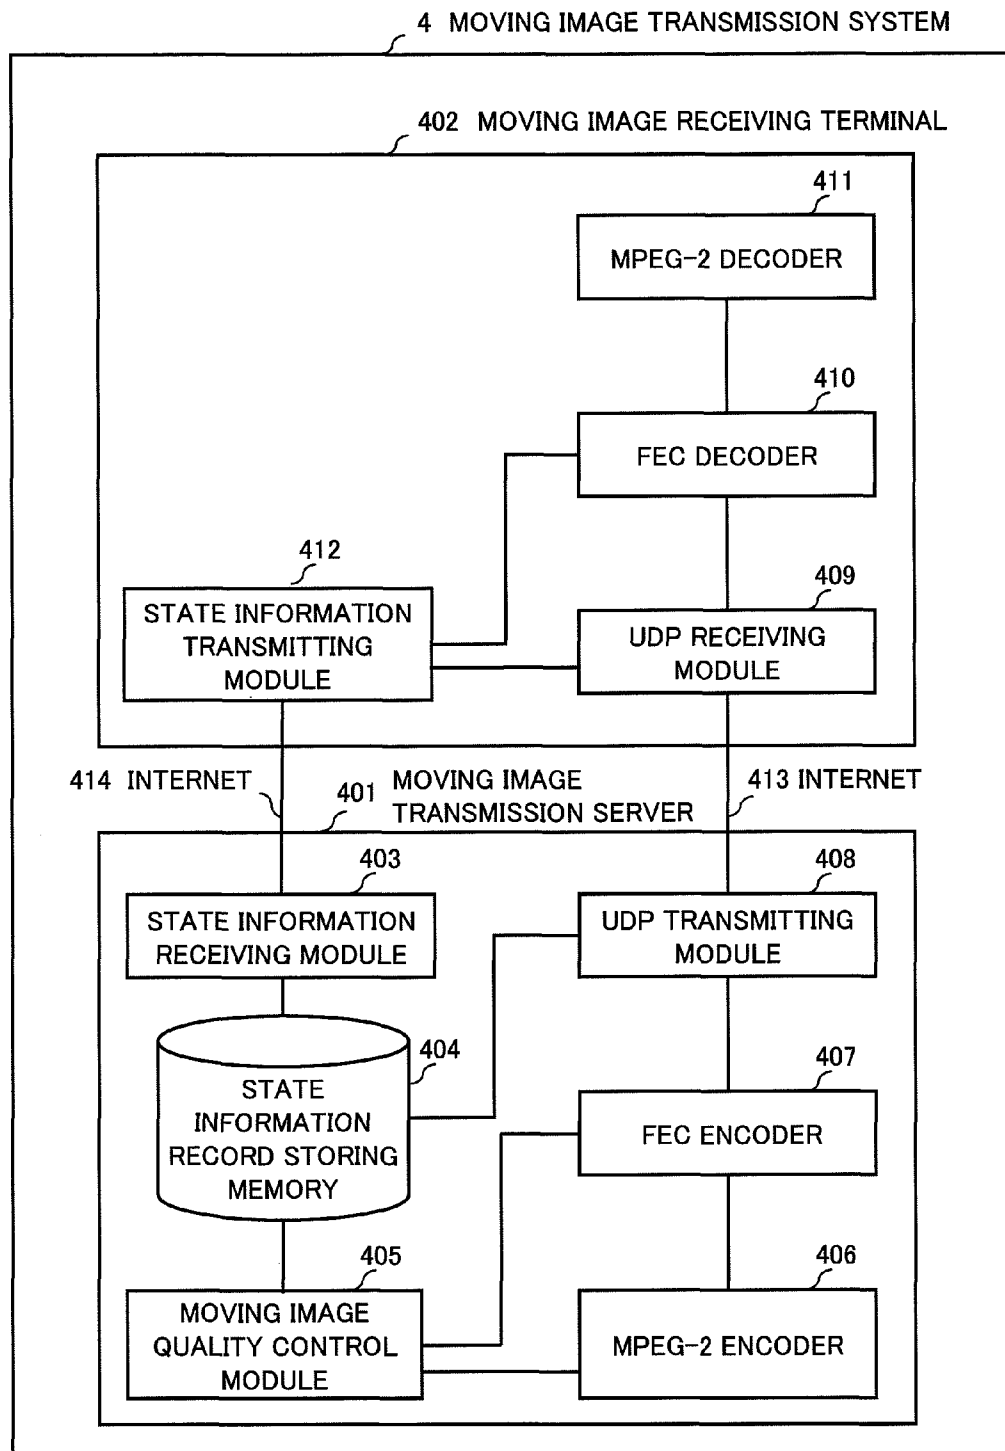 4 MOVING IMAGE TRANSMISSION SYSTEM
402 MOVING IMAGE RECEIVING TERMINAL
411
MPEG-2 DECODER
410
FEC DECODER
412
STATE INFORMATION
TRANSMITTING
MODULE
409
UDP RECEIVING
MODULE
414 INTERNET
401 MOVING IMAGE
TRANSMISSION SERVER
413 INTERNET
403
STATE INFORMATION
RECEIVING MODULE
408
UDP TRANSMITTING
MODULE
404
STATE
INFORMATION
RECORD STORING
MEMORY
407
FEC ENCODER
405
MOVING IMAGE
QUALITY CONTROL
MODULE
406
MPEG-2 ENCODER